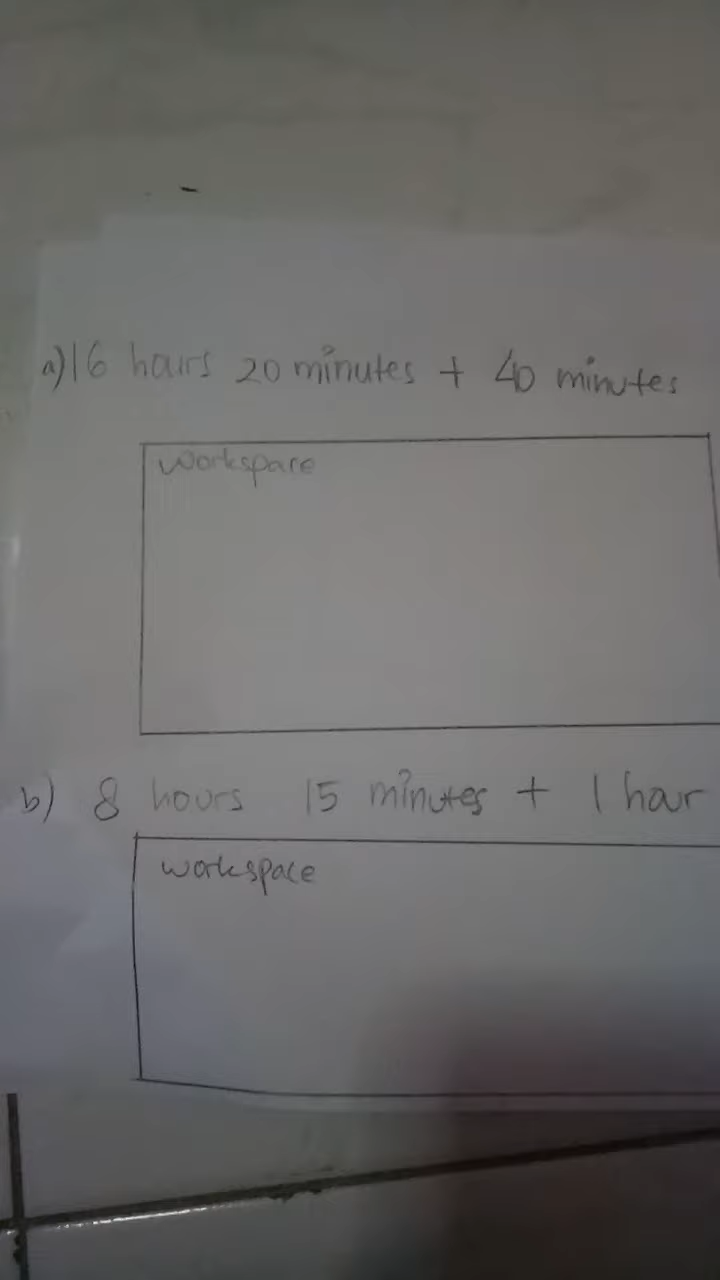 a) 16 hours 20 minutes + 40 minutes
workspace
b) 8 hours 15 minutes + 1 hour
workspace